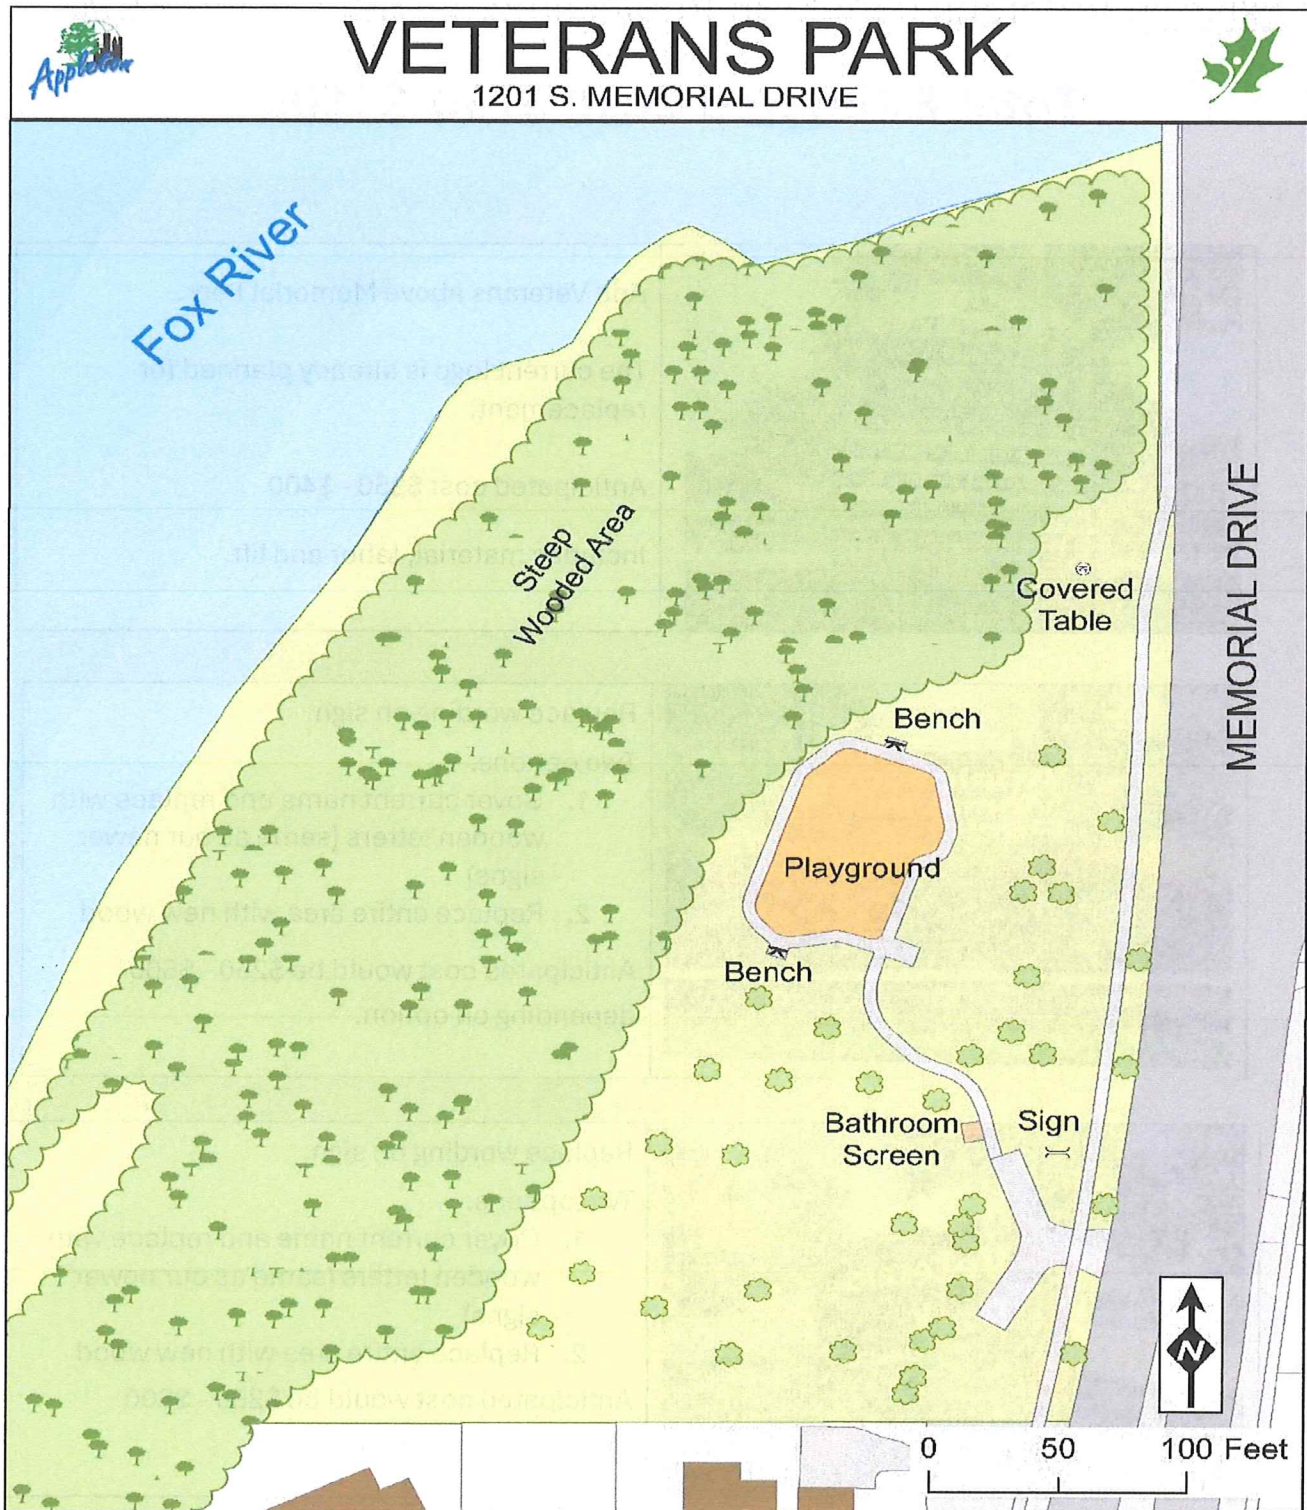 Appleton
VETERANS PARK
1201 S. MEMORIAL DRIVE
Fox River
Steep
Wooded Area
Covered
Table
MEMORIAL DRIVE
Bench
Playground
Bench
Bathroom
Screen
Sign
N
0 50 100 Feet